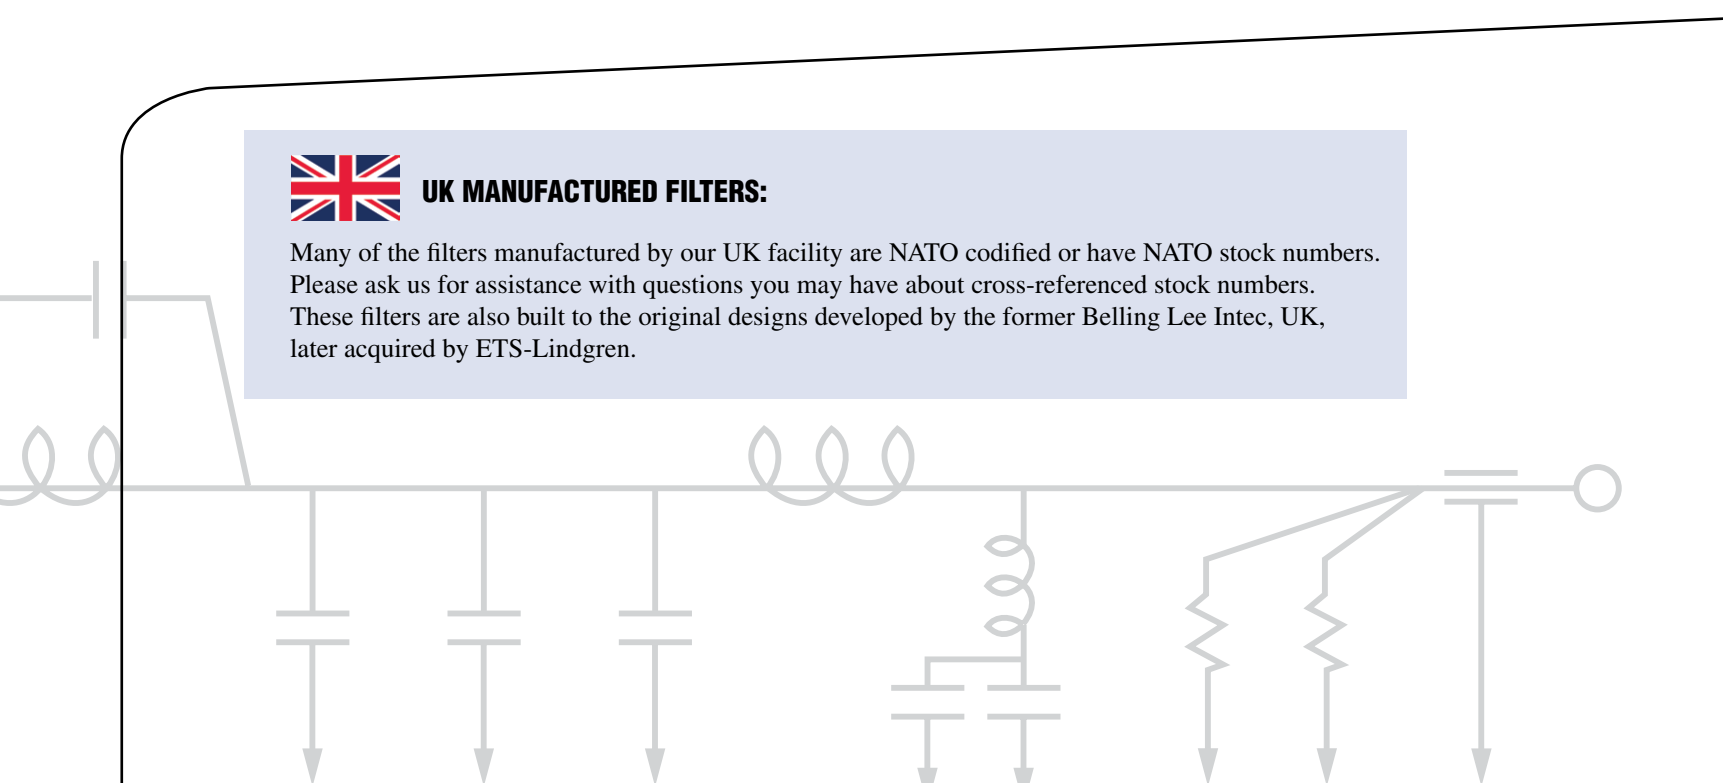 UK MANUFACTURED FILTERS:
Many of the filters manufactured by our UK facility are NATO codified or have NATO stock numbers.
Please ask us for assistance with questions you may have about cross-referenced stock numbers.
These filters are also built to the original designs developed by the former Belling Lee Intec, UK,
later acquired by ETS-Lindgren.